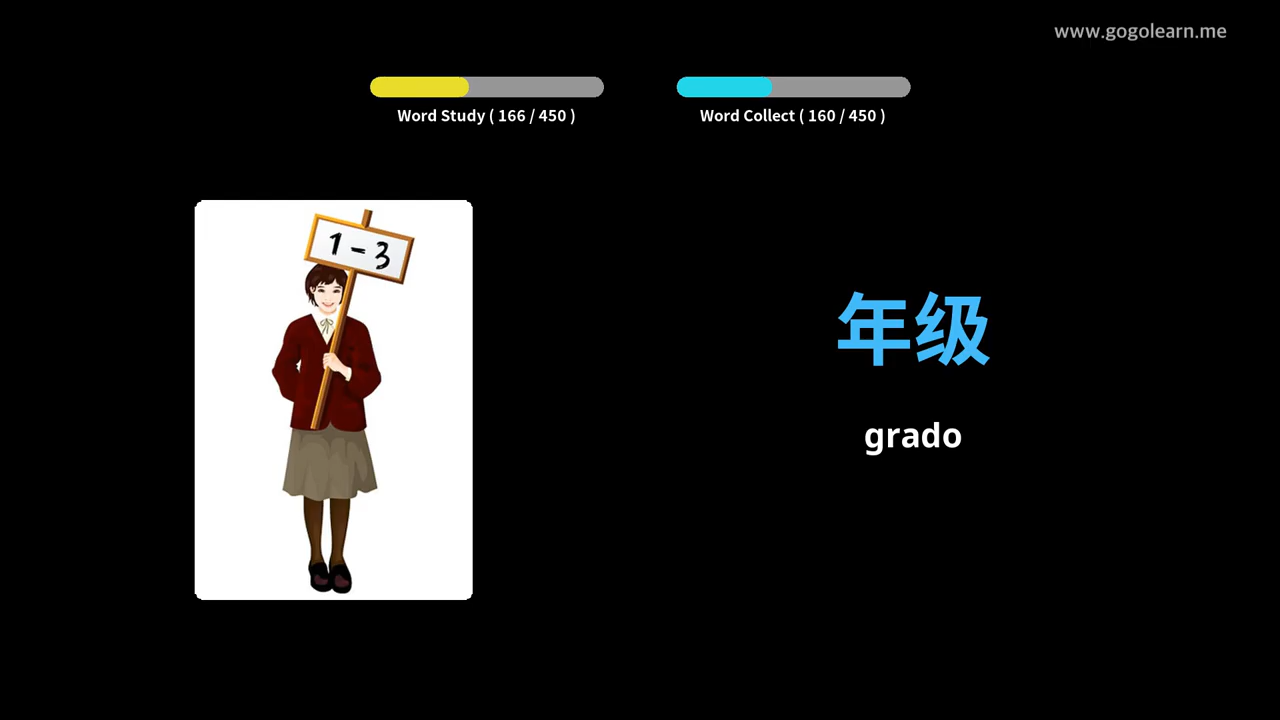 www.gogolearn.me
Word Study ( 166 / 450 )
Word Collect ( 160 / 450 )
1 - 3
年级
grado